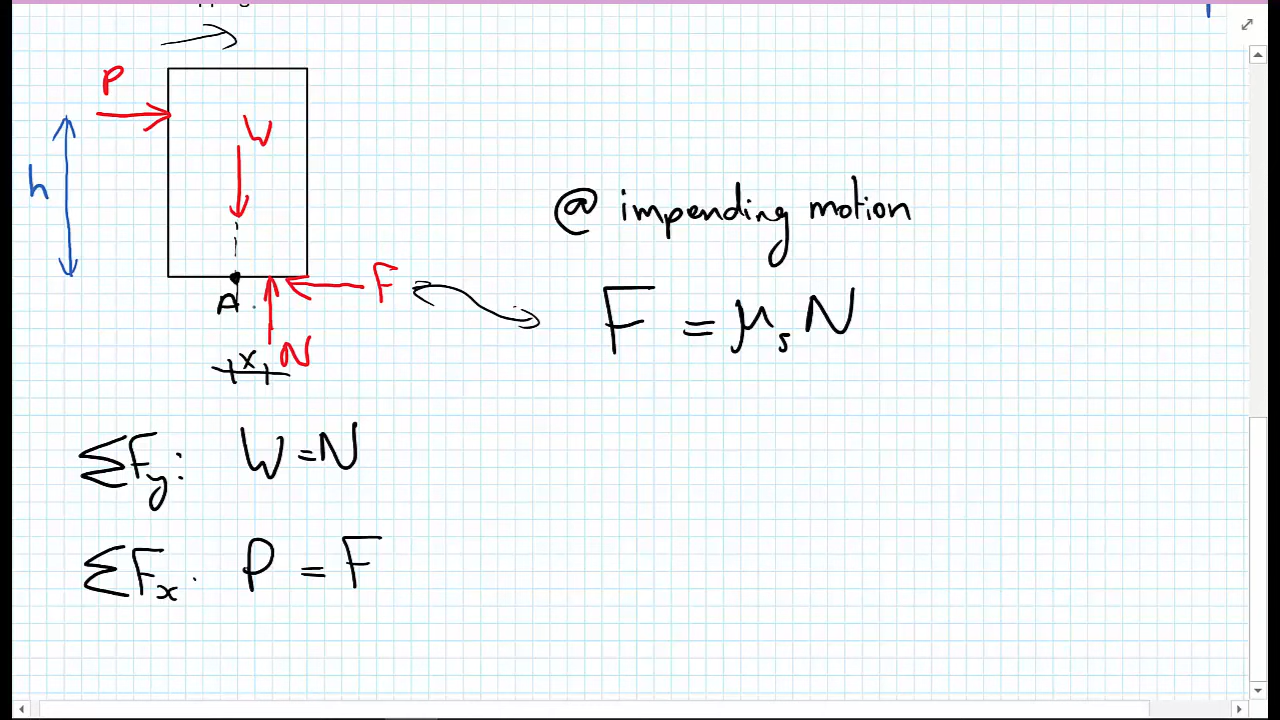 P
W
h
@ impending motion
F
A
F = μs N
x
N
ΣFy: W = N
ΣFx. P = F